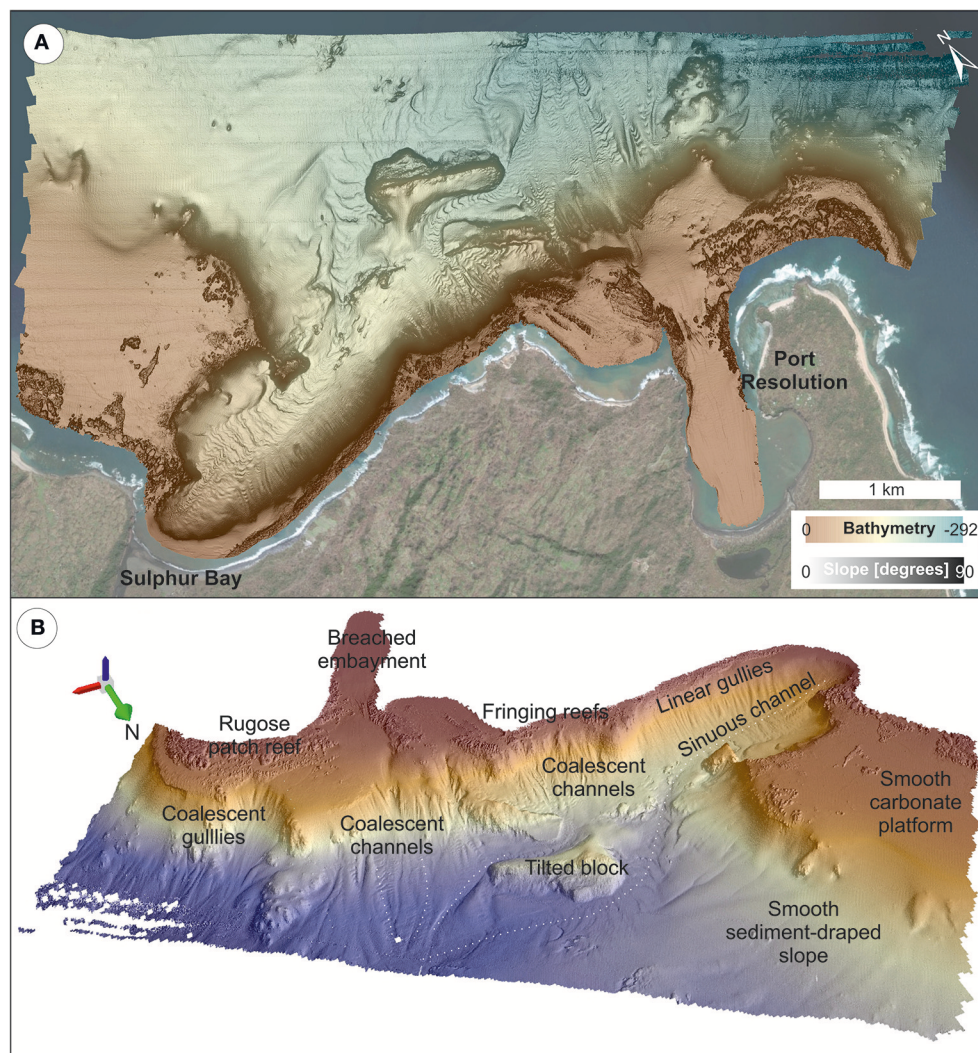 A
N
Port
Resolution
1 km
0 Bathymetry -292
0 Slope [degrees] 90
Sulphur Bay
B
Breached
embayment
N
Rugose
patch reef
Fringing reefs
Linear gullies
Sinuous channel
Coalescent
channels
Smooth
carbonate
platform
Coalescent
gulllies
Coalescent
channels
Tilted block
Smooth
sediment-draped
slope